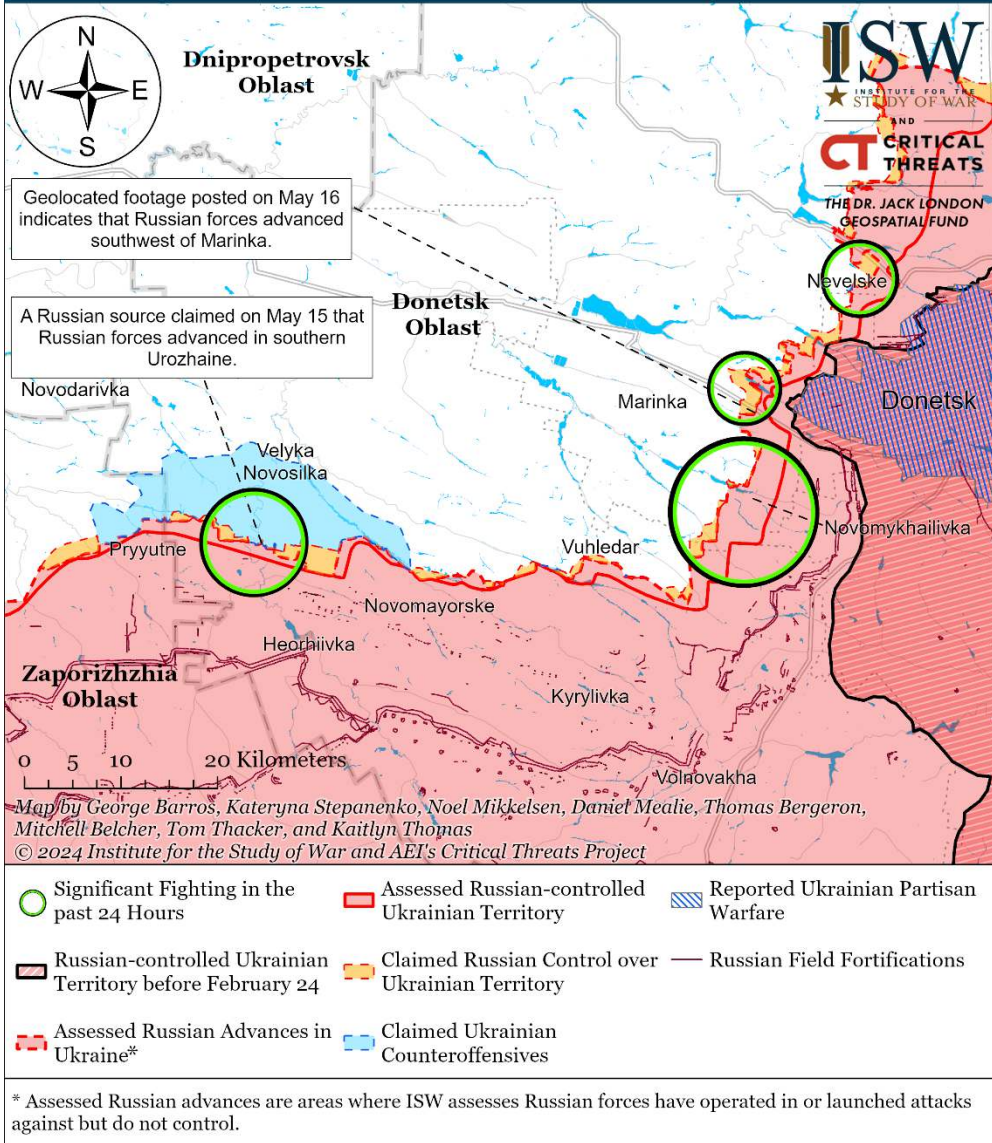 N
W E
S
Dnipropetrovsk
Oblast
ISW
INSTITUTE FOR THE
STUDY OF WAR
AND
CT CRITICAL
THREATS
THE DR. JACK LONDON
GEOSPATIAL FUND
Geolocated footage posted on May 16
indicates that Russian forces advanced
southwest of Marinka.
Nevelske
Donetsk
Oblast
A Russian source claimed on May 15 that
Russian forces advanced in southern
Urozhaine.
Novodarivka
Marinka
Donetsk
Velyka
Novosilka
Novomykhailivka
Pryyutne
Vuhledar
Novomayorske
Heorhiivka
Zaporizhzhia
Oblast
Kyrylivka
0 5 10 20 Kilometers
Volnovakha
Map by George Barros, Kateryna Stepanenko, Noel Mikkelsen, Daniel Mealie, Thomas Bergeron,
Mitchell Belcher, Tom Thacker, and Kaitlyn Thomas
© 2024 Institute for the Study of War and AEI's Critical Threats Project
Significant Fighting in the
past 24 Hours
Assessed Russian-controlled
Ukrainian Territory
Reported Ukrainian Partisan
Warfare
Russian-controlled Ukrainian
Territory before February 24
Claimed Russian Control over
Ukrainian Territory
Russian Field Fortifications
Assessed Russian Advances in
Ukraine*
Claimed Ukrainian
Counteroffensives
* Assessed Russian advances are areas where ISW assesses Russian forces have operated in or launched attacks
against but do not control.